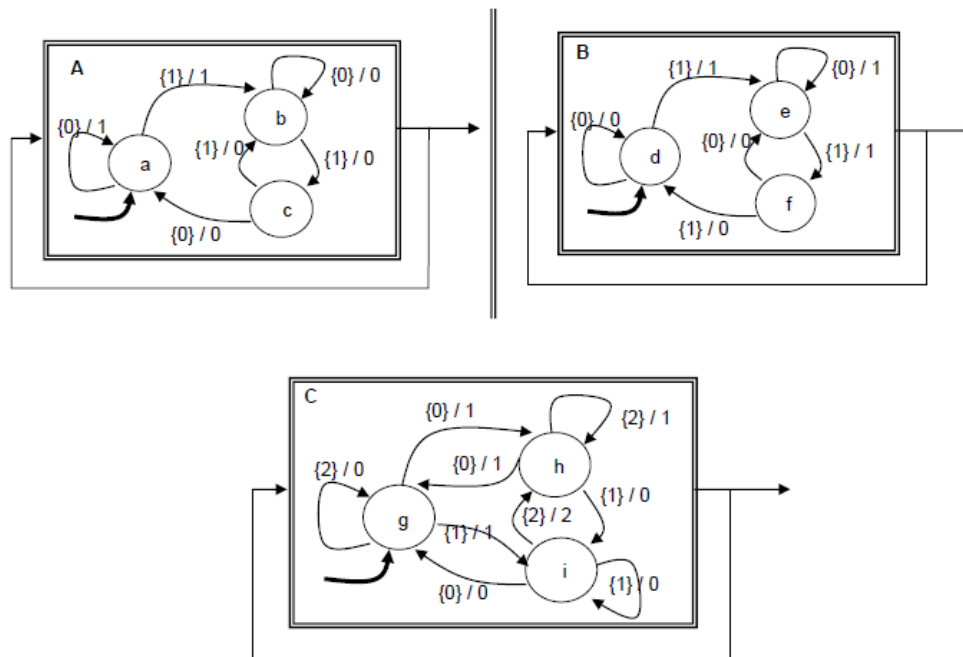 A
{1} / 1
{0} / 0
{0} / 1
b
a
{1} / 0
{1} / 0
c
{0} / 0
B
{1} / 1
{0} / 1
{0} / 0
e
d
{0} / 0
{1} / 1
f
{1} / 0
C
{0} / 1
{2} / 1
{2} / 0
{0} / 1
h
g
{1} / 1
{2} / 2
{1} / 0
i
{0} / 0
{1} / 0